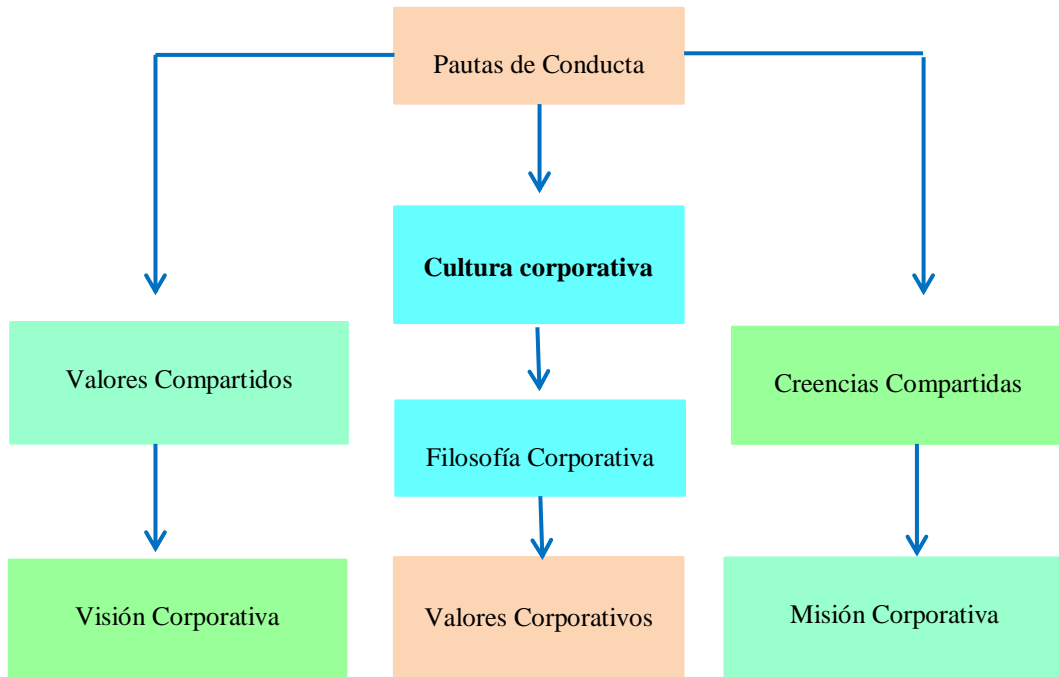 Pautas de Conducta
Cultura corporativa
Valores Compartidos
Creencias Compartidas
Filosofía Corporativa
Visión Corporativa
Valores Corporativos
Misión Corporativa